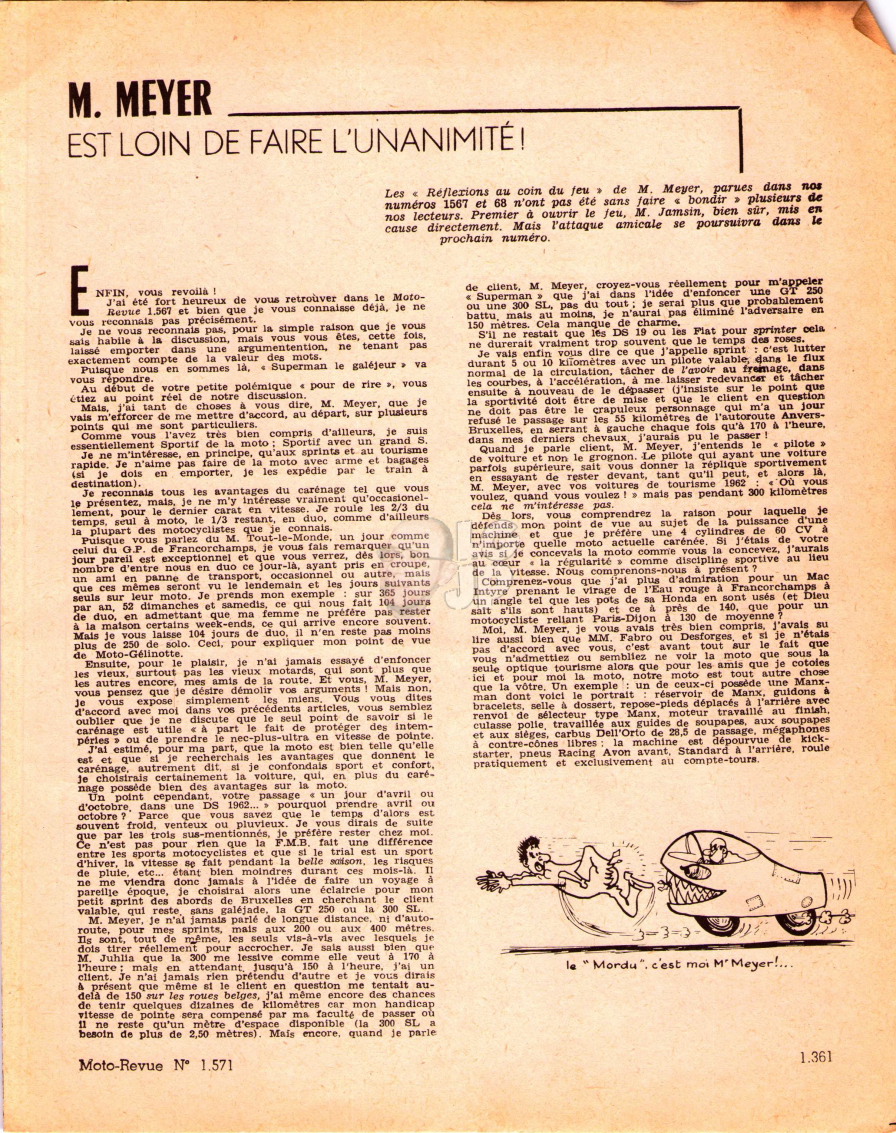 M. MEYER
EST LOIN DE FAIRE L'UNANIMITÉ !
Les « Réflexions au coin du feu » de M. Meyer, parues dans nos
numéros 1567 et 68 n'ont pas été sans faire « bondir » plusieurs de
nos lecteurs. Premier à ouvrir le jeu, M. Jamsin, bien sûr, mis en
cause directement. Mais l'attaque amicale se poursuivra dans le
prochain numéro.
ENFIN, vous revoilà !
J'ai été fort heureux de vous retrouver dans le Moto-
Revue 1.567 et bien que je vous connaisse déjà, je ne
vous reconnais pas précisément.
Je ne vous reconnais pas, pour la simple raison que je vous
sais habile à la discussion, mais vous vous êtes, cette fois,
laissé emporter dans une argumentention, ne tenant pas
exactement compte de la valeur des mots.
Puisque nous en sommes là, « Superman le galéjeur » va
vous répondre.
Au début de votre petite polémique « pour de rire », vous
étiez au point réel de notre discussion.
Mais, j'ai tant de choses à vous dire, M. Meyer, que je
vais m'efforcer de me mettre d'accord, au départ, sur plusieurs
points qui me sont particuliers.
Comme vous l'avez très bien compris d'ailleurs, je suis
essentiellement Sportif de la moto ; Sportif avec un grand S.
Je ne m'intéresse, en principe, qu'aux sprints et au tourisme
rapide. Je n'aime pas faire de la moto avec arme et bagages
(si je dois en emporter, je les expédie par le train à
destination).
Je reconnais tous les avantages du carénage tel que vous
le présentez, mais, je ne m'y intéresse vraiment qu'occasionel-
lement, pour le dernier carat en vitesse. Je roule les 2/3 du
temps, seul à moto, le 1/3 restant, en duo, comme d'ailleurs
la plupart des motocyclistes que je connais.
Puisque vous parlez du M. Tout-le-Monde, un jour comme
celui du G.P. de Francorchamps, je vous fais remarquer qu'un
jour pareil est exceptionnel et que vous verrez, dès lors, bon
nombre d'entre nous en duo ce jour-là, ayant pris en croupe,
un ami en panne de transport, occasionnel ou autre, mais
que ces mêmes seront vu le lendemain et les jours suivants
seuls sur leur moto. Je prends mon exemple : sur 365 jours
par an, 52 dimanches et samedis, ce qui nous fait 104 jours
de duo, en admettant que ma femme ne préfère pas rester
à la maison certains week-ends, ce qui arrive encore souvent.
Mais je vous laisse 104 jours de duo, il n'en reste pas moins
plus de 250 de solo. Ceci, pour expliquer mon point de vue
de Moto-Gélinotte.
Ensuite, pour le plaisir, je n'ai jamais essayé d'enfoncer
les vieux, surtout pas les vieux motards, qui sont plus que
les autres encore, mes amis de la route. Et vous, M. Meyer,
vous pensez que je désire démolir vos arguments ! Mais non,
je vous expose simplement les miens. Vous vous dites
d'accord avec moi dans vos précédents articles, vous semblez
oublier que je ne discute que le seul point de savoir si le
carénage est utile « à part le fait de protéger des intem-
péries » ou de prendre le nec-plus-ultra en vitesse de pointe.
J'ai estimé, pour ma part, que la moto est bien telle qu'elle
est et que si je recherchais les avantages que donnent le
carénage, autrement dit, si je confondais sport et confort,
je choisirais certainement la voiture, qui, en plus du caré-
nage possède bien des avantages sur la moto.
Un point cependant, votre passage « un jour d'avril ou
d'octobre, dans une DS 1962... » pourquoi prendre avril ou
octobre ? Parce que vous savez que le temps d'alors est
souvent froid, venteux ou pluvieux. Je vous dirais de suite
que par les trois sus-mentionnés, je préfère rester chez moi.
Ce n'est pas pour rien que la F.M.B. fait une différence
entre les sports motocyclistes et que si le trial est un sport
d'hiver, la vitesse se fait pendant la belle saison, les risques
de pluie, etc... étant bien moindres durant ces mois-là. Il
ne me viendra donc jamais à l'idée de faire un voyage à
pareille époque, je choisirai alors une éclaircie pour mon
petit sprint des abords de Bruxelles en cherchant le client
valable, qui reste, sans galéjade, la GT 250 ou la 300 SL.
M. Meyer, je n'ai jamais parlé de longue distance, ni d'auto-
route, pour mes sprints, mais aux 200 ou aux 400 mètres.
Ils sont, tout de même, les seuls vis-à-vis avec lesquels je
dois tirer réellement pour accrocher. Je sais aussi bien que
M. Juhlia que la 300 me lessive comme elle veut à 170 à
l'heure ; mais en attendant, jusqu'à 150 à l'heure, j'ai un
client. Je n'ai jamais rien prétendu d'autre et je vous dirais
à présent que même si le client en question me tentait au-
delà de 150 sur les roues belges, j'ai même encore des chances
de tenir quelques dizaines de kilomètres car mon handicap
vitesse de pointe sera compensé par ma faculté de passer où
il ne reste qu'un mètre d'espace disponible (la 300 SL a
besoin de plus de 2,50 mètres). Mais encore, quand je parle
de client, M. Meyer, croyez-vous réellement pour m'appeler
« Superman » que j'ai dans l'idée d'enfoncer une GT 250
ou une 300 SL, pas du tout ; je serai plus que probablement
battu, mais au moins, je n'aurai pas éliminé l'adversaire en
150 mètres. Cela manque de charme.
S'il ne restait que lés DS 19 ou les Fiat pour sprinter cela
ne durerait vraiment trop souvent que le temps des roses.
Je vais enfin vous dire ce que j'appelle sprint : c'est lutter
durant 5 ou 10 kilomètres avec un pilote valable, dans le flux
normal de la circulation, tâcher de l'avoir au freinage, dans
les courbes, à l'accélération, à me laisser redevancer et tâcher
ensuite à nouveau de le dépasser (j'insiste sur le point que
la sportivité doit être de mise et que le client en question
ne doit pas être le crapuleux personnage qui m'a un jour
refusé le passage sur les 55 kilomètres de l'autoroute Anvers-
Bruxelles, en serrant à gauche chaque fois qu'à 170 à l'heure,
dans mes derniers chevaux, j'aurais pu le passer !
Quand je parle client, M. Meyer, j'entends le « pilote »
de voiture et non le grognon. Le pilote qui ayant une voiture
parfois supérieure, sait vous donner la réplique sportivement
en essayant de rester devant, tant qu'il peut, et alors là,
M. Meyer, avec vos voitures de tourisme 1962 : « Où vous
voulez, quand vous voulez ! » mais pas pendant 300 kilomètres
cela ne m'intéresse pas.
Dès lors, vous comprendrez la raison pour laquelle je
défends mon point de vue au sujet de la puissance d'une
machine et que je préfère une 4 cylindres de 60 CV à
n'importe quelle moto actuelle carénée. Si j'étais de votre
avis et je concevais la moto comme vous la concevez, j'aurais
au cœur « la régularité » comme discipline sportive au lieu
de la vitesse. Nous comprenons-nous à présent ?
Comprenez-vous que j'ai plus d'admiration pour un Mac
Intyre prenant le virage de l'Eau rouge à Francorchamps à
un angle tel que les pots de sa Honda en sont usés (et Dieu
sait s'ils sont hauts) et ce à près de 140, que pour un
motocycliste reliant Paris-Dijon à 130 de moyenne ?
Moi, M. Meyer, je vous avais très bien compris, j'avais su
lire aussi bien que MM. Fabro ou Desforges, et si je n'étais
pas d'accord avec vous, c'est avant tout sur le fait que
vous n'admettiez ou sembliez ne voir la moto que sous la
seule optique tourisme alors que pour les amis que je cotoies
ici et pour moi la moto, notre moto est tout autre chose
que la vôtre. Un exemple : un de ceux-ci possède une Manx-
man dont voici le portrait : réservoir de Manx, guidons à
bracelets, selle à dosseret, repose-pieds déplacés à l'arrière avec
renvoi de sélecteur type Manx, moteur travaillé au finish,
culasse polie, travaillée aux guides de soupapes, aux soupapes
et aux sièges, carbus Dell'Orto de 28,5 de passage, mégaphones
à contre-cônes libres ; la machine est dépourvue de kick-
starter, pneus Racing Avon avant, Standard à l'arrière, roule
pratiquement et exclusivement au compte-tours.
le "Mordu", c'est moi Mr Meyer !...
Moto-Revue N° 1.571
1.361